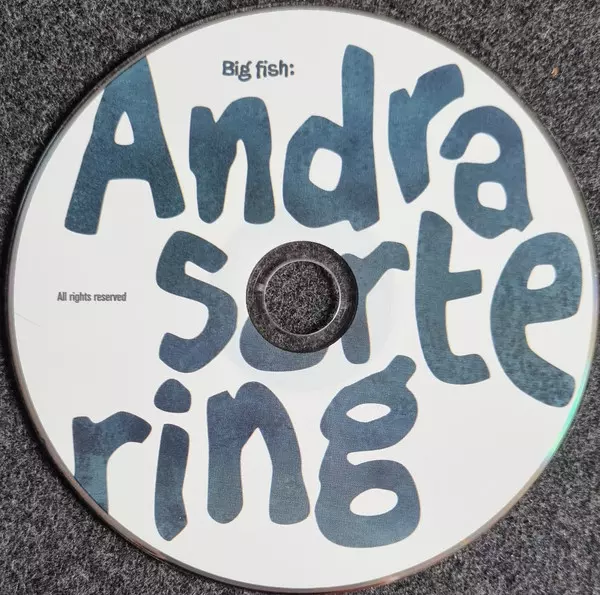 Big fish:
Andra
sorte
ring
All rights reserved